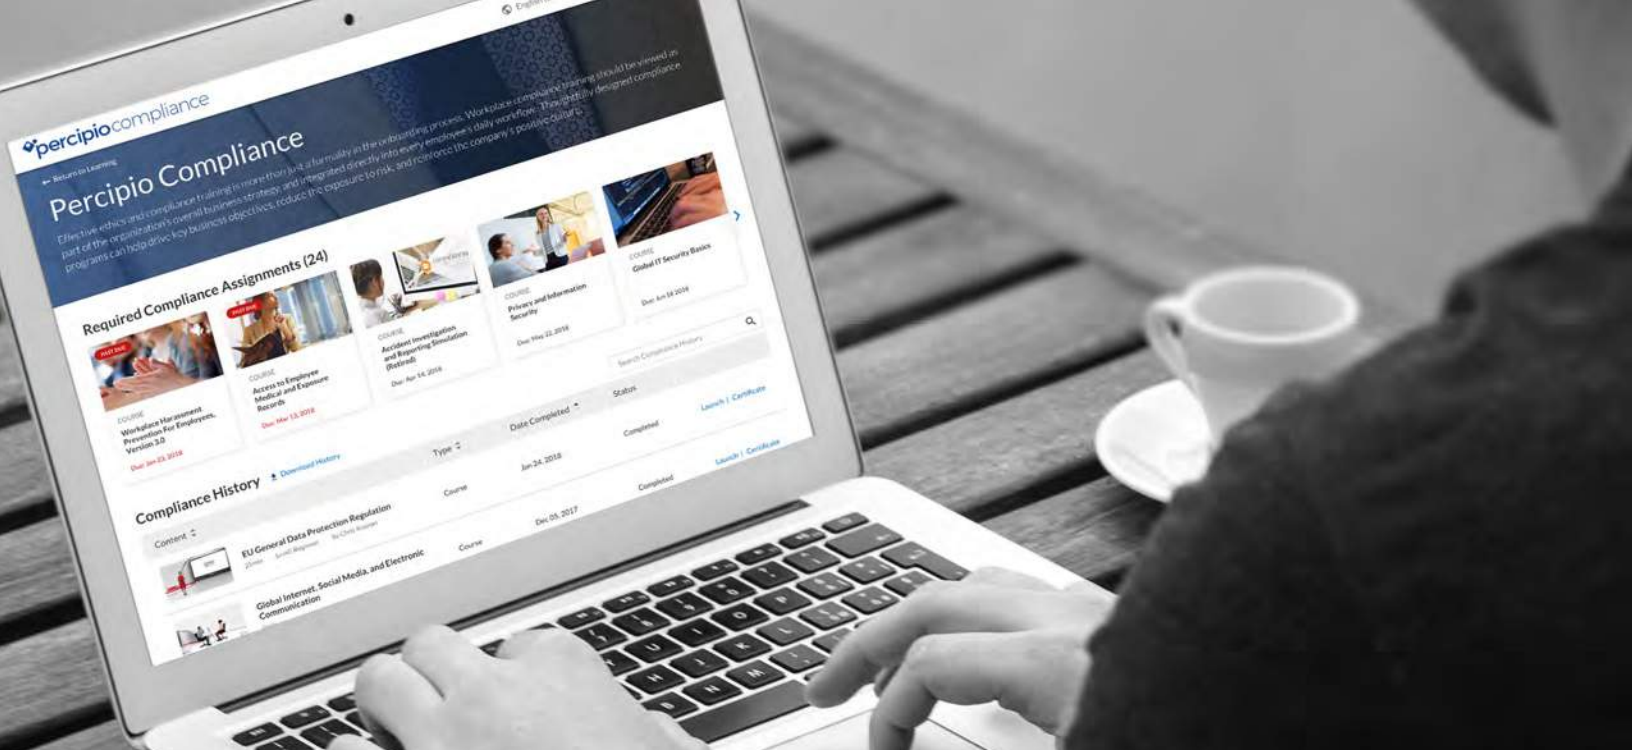 English
percipiocompliance
← Return to Learning
Percipio Compliance
Effective ethics and compliance training is more than just a formality in the onboarding process. Workplace compliance training should be viewed as
part of the organization's overall business strategy, and integrated directly into every employee's daily workflow. Thoughtfully designed compliance
programs can help drive key business objectives, reduce the exposure to risk, and reinforce the company's positive culture.
Required Compliance Assignments (24)
PAST DUE
COURSE
Workplace Harassment
Prevention For Employees,
Version 3.0
Due: Jan 23, 2018
PAST DUE
COURSE
Access to Employee
Medical and Exposure
Records
Due: Mar 13, 2018
COURSE
Accident Investigation
and Reporting Simulation
(Retired)
Due: Apr 14, 2018
COURSE
Privacy and Information
Security
Due: May 22, 2018
COURSE
Global IT Security Basics
Due: Jun 14 2018
Compliance History
Download History
Search Compliance History
Content Type Date Completed Status
EU General Data Protection Regulation Course Jan 24, 2018 Completed Launch | Certificate
Global Internet, Social Media, and Electronic
Communication Course Dec 05, 2017 Completed Launch | Certificate
Y U I O P
H J K L
B N M